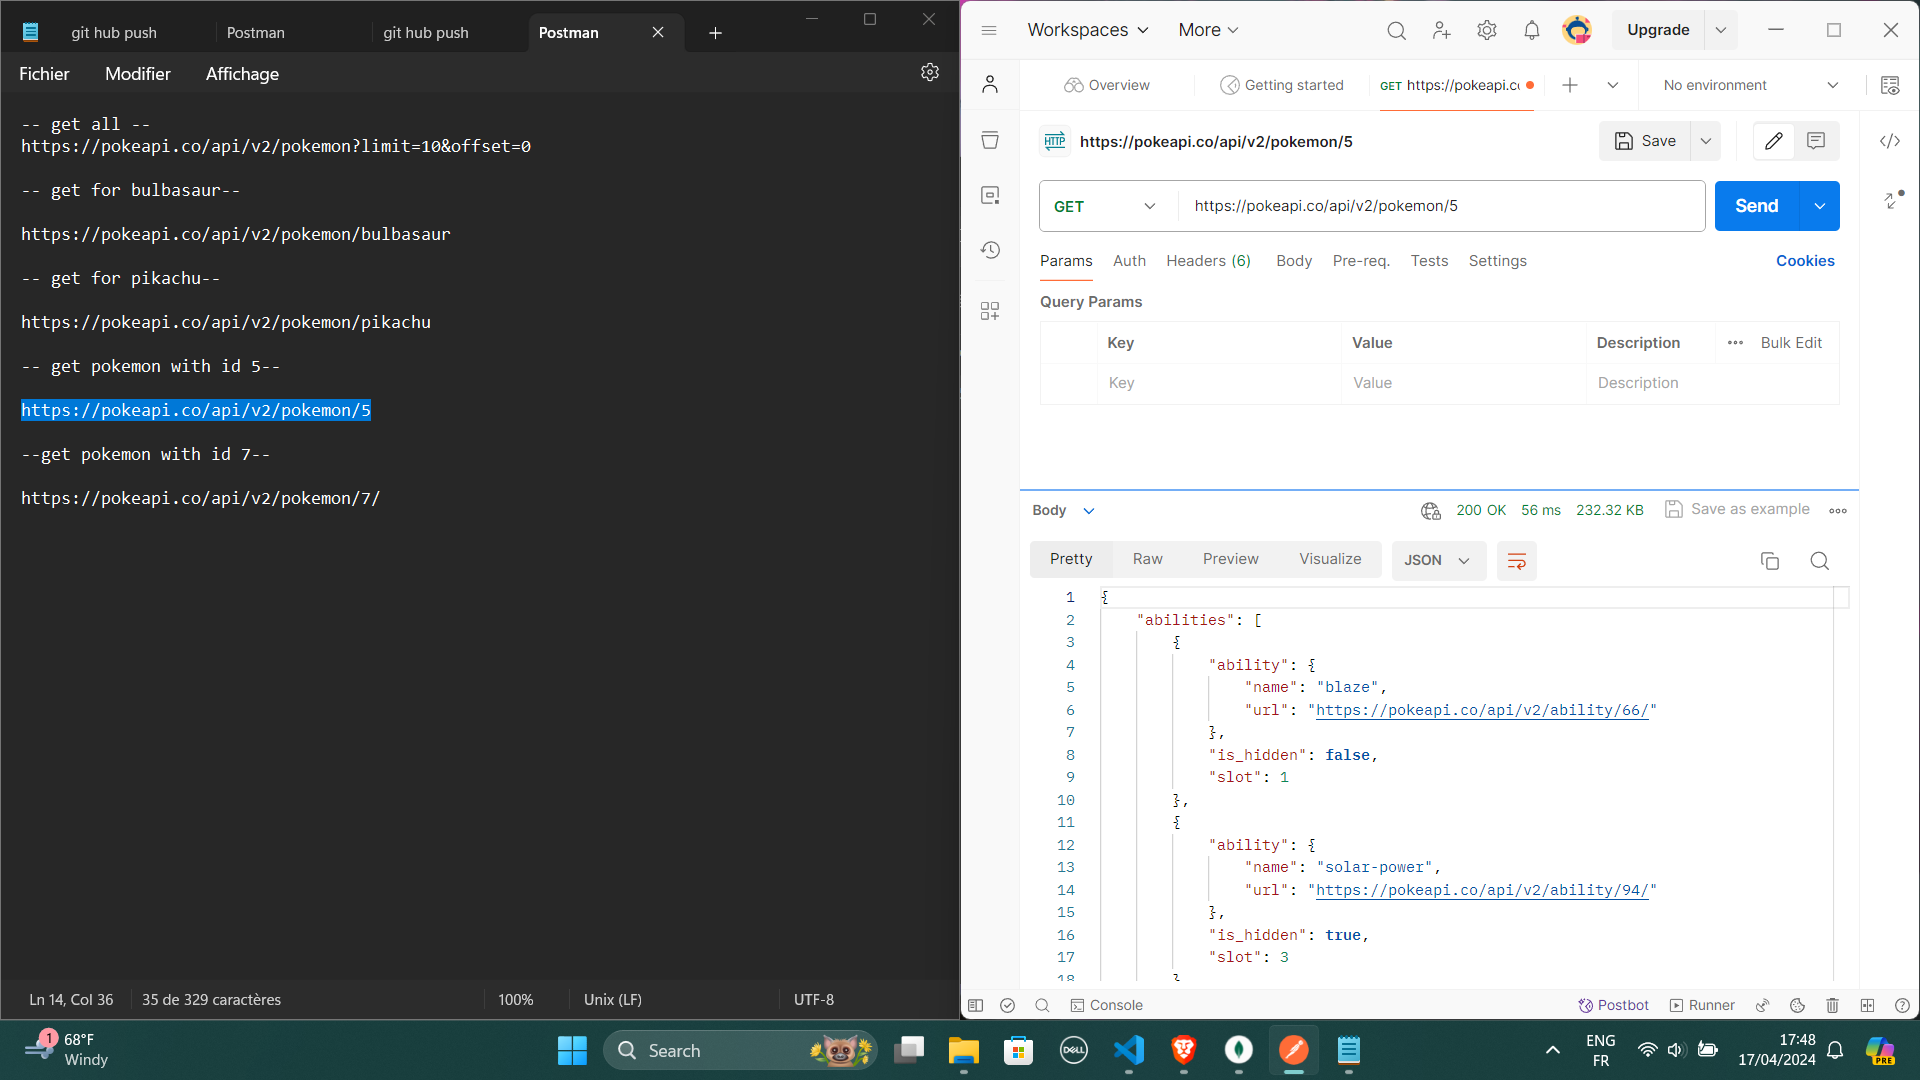 git hub push
Postman
git hub push
Postman
Fichier
Modifier
Affichage
-- get all --
https://pokeapi.co/api/v2/pokemon?limit=10&offset=0
-- get for bulbasaur--
https://pokeapi.co/api/v2/pokemon/bulbasaur
-- get for pikachu--
https://pokeapi.co/api/v2/pokemon/pikachu
-- get pokemon with id 5--
https://pokeapi.co/api/v2/pokemon/5
--get pokemon with id 7--
https://pokeapi.co/api/v2/pokemon/7/
Ln 14, Col 36
35 de 329 caractères
100%
Unix (LF)
UTF-8
Workspaces
More
Upgrade
Overview
Getting started
GET https://pokeapi.cc
No environment
HTTP
https://pokeapi.co/api/v2/pokemon/5
Save
GET
https://pokeapi.co/api/v2/pokemon/5
Send
Params
Auth
Headers (6)
Body
Pre-req.
Tests
Settings
Cookies
Query Params
Key
Value
Description
Bulk Edit
Key
Value
Description
Body
200 OK
56 ms
232.32 KB
Save as example
Pretty
Raw
Preview
Visualize
JSON
1 {
2 "abilities": [
3 {
4 "ability": {
5 "name": "blaze",
6 "url": "https://pokeapi.co/api/v2/ability/66/"
7 },
8 "is_hidden": false,
9 "slot": 1
10 },
11 {
12 "ability": {
13 "name": "solar-power",
14 "url": "https://pokeapi.co/api/v2/ability/94/"
15 },
16 "is_hidden": true,
17 "slot": 3
18 }
Console
Postbot
Runner
1
68°F
Windy
Search
DELL
ENG
FR
17:48
17/04/2024
PRE